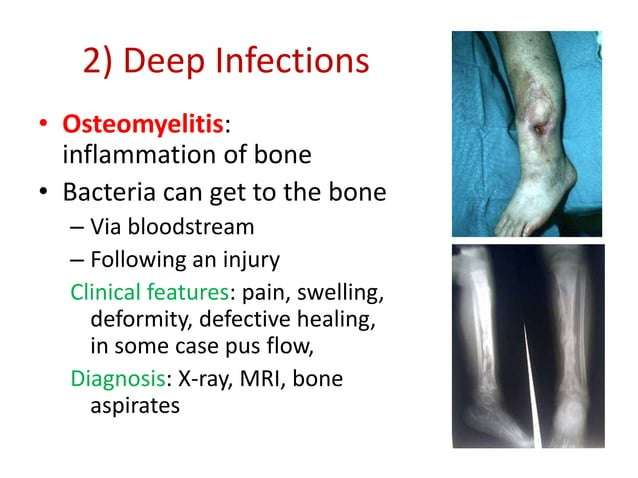 2) Deep Infections
• Osteomyelitis:
inflammation of bone
• Bacteria can get to the bone
– Via bloodstream
– Following an injury
Clinical features: pain, swelling,
deformity, defective healing,
in some case pus flow,
Diagnosis: X-ray, MRI, bone
aspirates